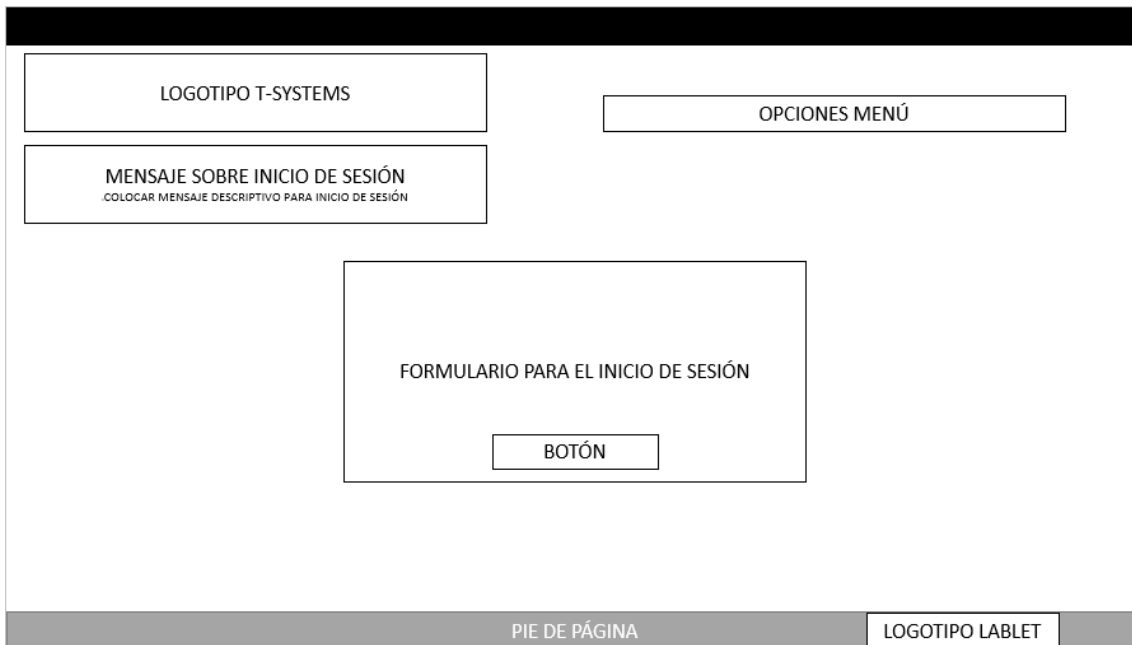 LOGOTIPO T-SYSTEMS
OPCIONES MENÚ
MENSAJE SOBRE INICIO DE SESIÓN
.COLOCAR MENSAJE DESCRIPTIVO PARA INICIO DE SESIÓN
FORMULARIO PARA EL INICIO DE SESIÓN
BOTÓN
PIE DE PÁGINA
LOGOTIPO LABLET